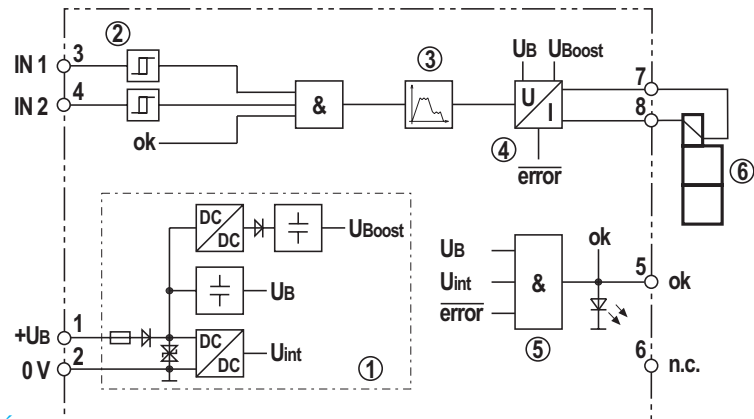 ②
3
IN 1
4
IN 2
&
ok
③
UB UBoost
U
I
④
error
7
8
⑥
DC
DC
UBoost
UB
+UB
1
0 V
2
DC
DC
Uint
①
UB
Uint
error
&
⑤
ok
5
ok
6
n.c.